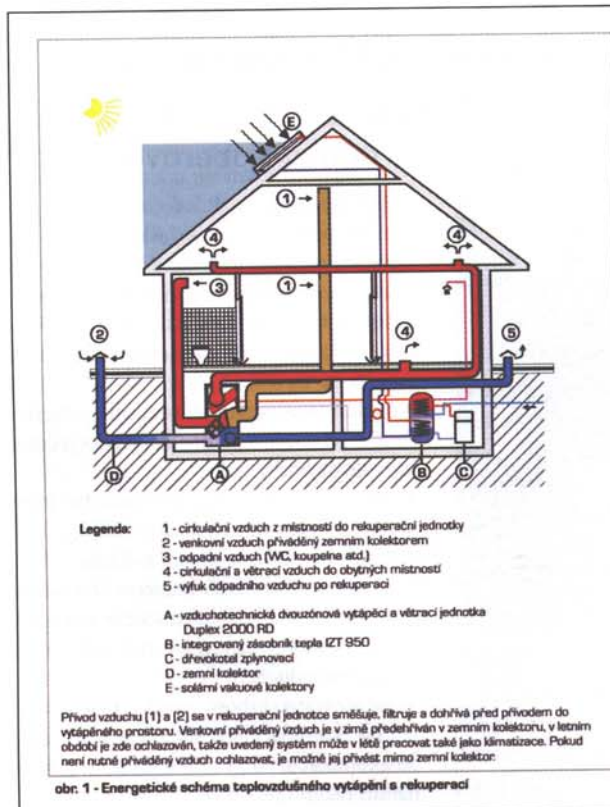 E
1
4
4
3
1
2
4
5
D
A
B
C
Legenda:
1 - cirkulační vzduch z místností do rekuperační jednotky
2 - venkovní vzduch přiváděný zemním kolektorem
3 - odpadní vzduch (WC, koupelna atd.)
4 - cirkulační a větrací vzduch do obytných místností
5 - výfuk odpadního vzduchu po rekuperaci
A - vzduchotechnická dvouzónová vytápěcí a větrací jednotka
Duplex 2000 RD
B - integrovaný zásobník tepla IZT 950
C - dřevokotel zplynovací
D - zemní kolektor
E - solární vakuové kolektory
Přívod vzduchu (1) a (2) se v rekuperační jednotce směšuje, filtruje a dohřívá před přívodem do
vytápěného prostoru. Venkovní přiváděný vzduch je v zimě předehříván v zemním kolektoru, v letním
období je zde ochlazován, takže uvedený systém může v létě pracovat také jako klimatizace. Pokud
není nutné přiváděný vzduch ochlazovat, je možné jej přivést mimo zemní kolektor.
obr. 1 - Energetické schéma teplovzdušného vytápění s rekuperací